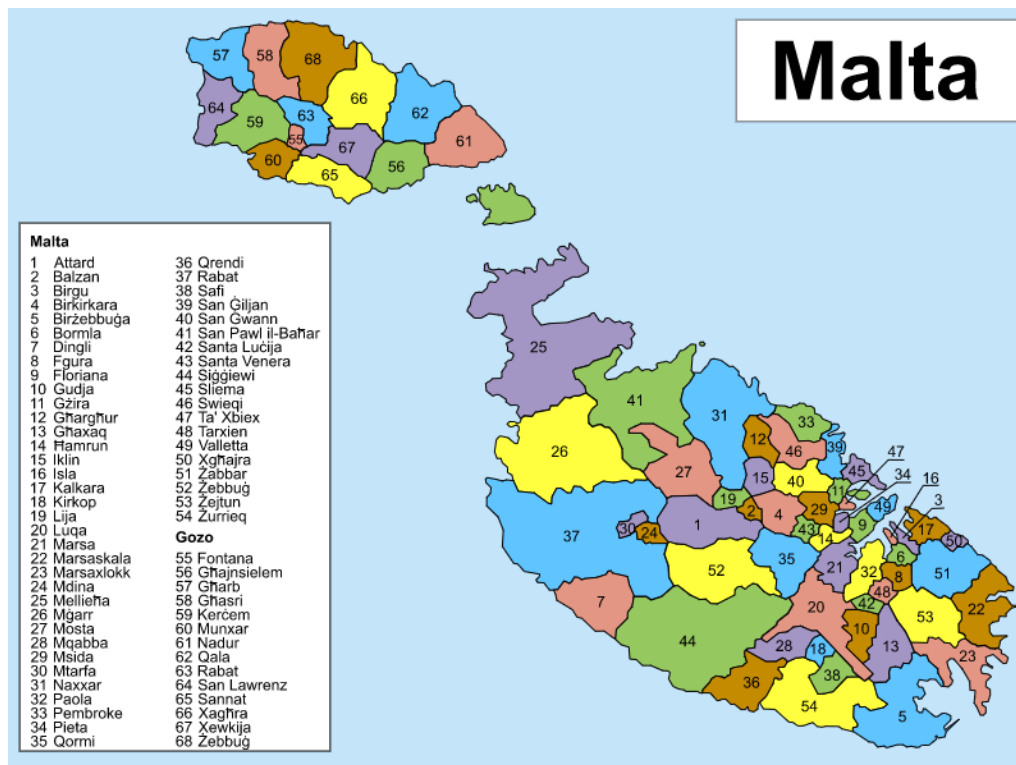 Malta
57
58
68
66
62
64
59
63
55
67
61
60
65
56
25
41
31
33
12
46
39
26
27
15
40
45
47
34
11
16
3
19
2
4
29
49
9
17
37
30
24
1
43
14
50
6
35
21
32
8
51
52
48
7
20
42
53
22
44
10
13
23
28
18
38
36
54
5
Malta
1 Attard
2 Balzan
3 Birgu
4 Birkirkara
5 Birżebbuġa
6 Bormla
7 Dingli
8 Fgura
9 Floriana
10 Gudja
11 Gżira
12 Għargħur
13 Għaxaq
14 Ħamrun
15 Iklin
16 Isla
17 Kalkara
18 Kirkop
19 Lija
20 Luqa
21 Marsa
22 Marsaskala
23 Marsaxlokk
24 Mdina
25 Mellieħa
26 Mġarr
27 Mosta
28 Mqabba
29 Msida
30 Mtarfa
31 Naxxar
32 Paola
33 Pembroke
34 Pieta
35 Qormi
36 Qrendi
37 Rabat
38 Safi
39 San Ġiljan
40 San Ġwann
41 San Pawl il-Baħar
42 Santa Luċija
43 Santa Venera
44 Siġġiewi
45 Sliema
46 Swieqi
47 Ta' Xbiex
48 Tarxien
49 Valletta
50 Xgħajra
51 Żabbar
52 Żebbuġ
53 Żejtun
54 Żurrieq
Gozo
55 Fontana
56 Għajnsielem
57 Għarb
58 Għasri
59 Kerċem
60 Munxar
61 Nadur
62 Qala
63 Rabat
64 San Lawrenz
65 Sannat
66 Xagħra
67 Xewkija
68 Żebbuġ